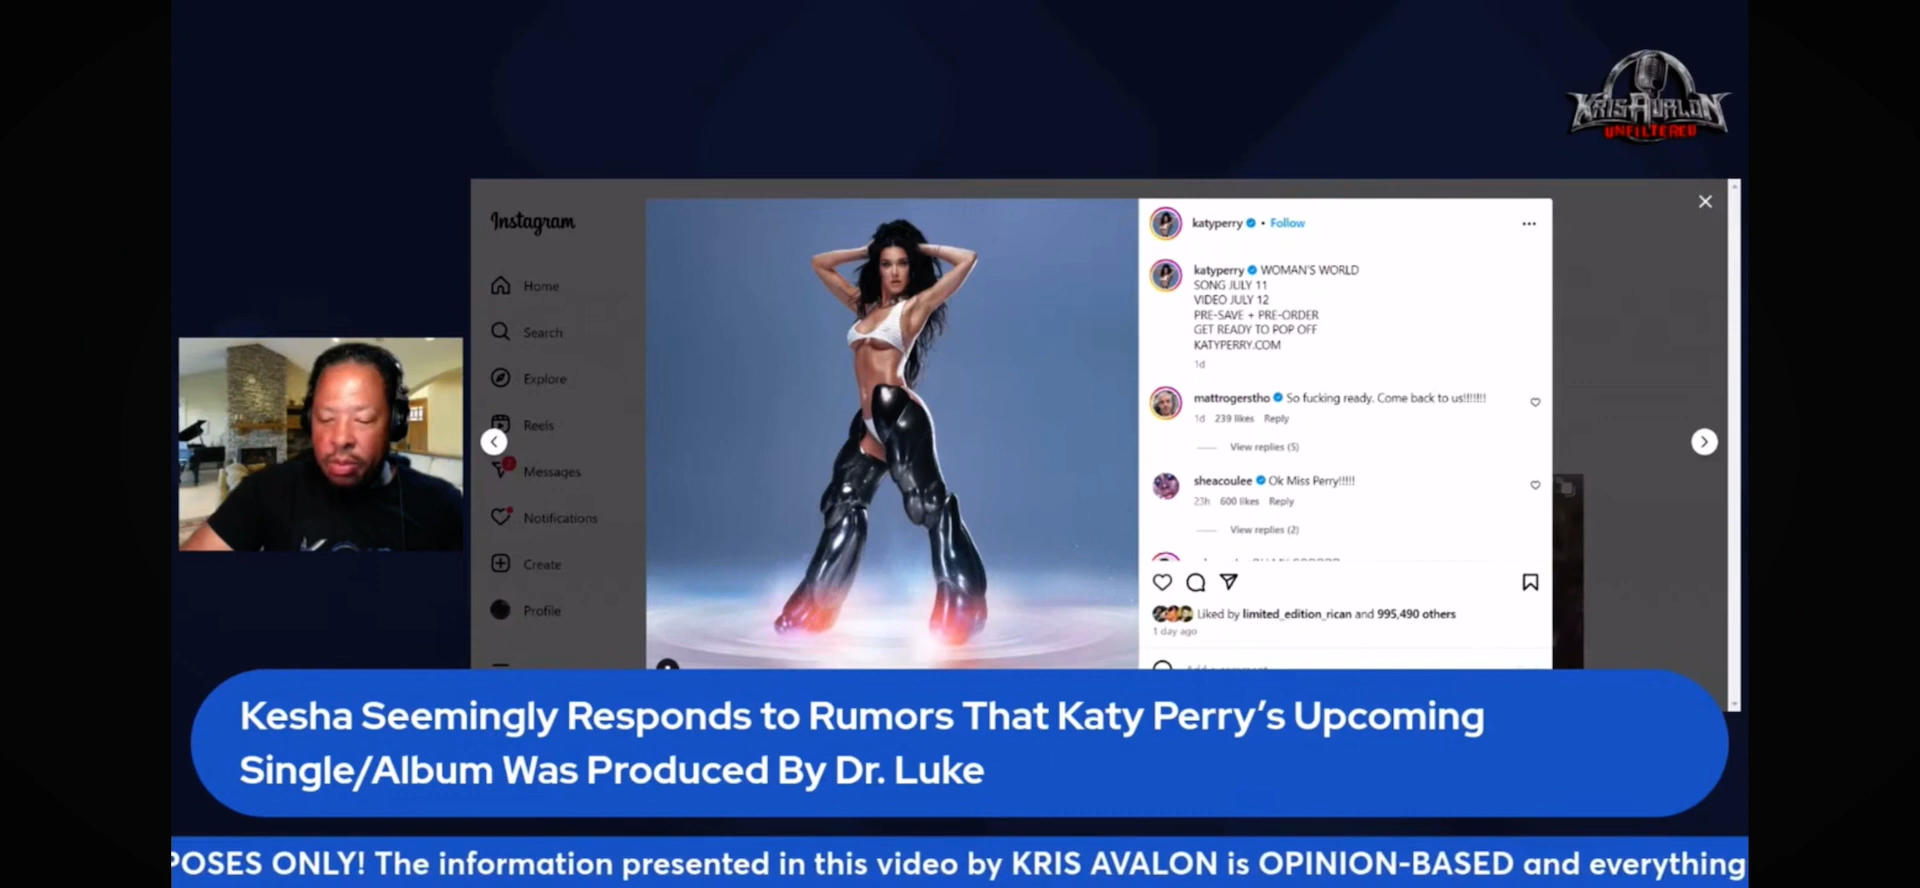 KRIS AVALON
UNFILTERED
Instagram
Home
Search
Explore
Reels
Messages
Notifications
Create
Profile
katyperry • Follow
katyperry WOMAN'S WORLD
SONG JULY 11
VIDEO JULY 12
PRE-SAVE + PRE-ORDER
GET READY TO POP OFF
KATYPERRY.COM
1d
mattrogerstho So fucking ready. Come back to us!!!!!!!
1d 239 likes Reply
View replies (5)
sheacoulee Ok Miss Perry!!!!!
23h 600 likes Reply
View replies (2)
Liked by limited_edition_rican and 995,490 others
1 day ago
Kesha Seemingly Responds to Rumors That Katy Perry's Upcoming
Single/Album Was Produced By Dr. Luke
POSES ONLY! The information presented in this video by KRIS AVALON is OPINION-BASED and everything